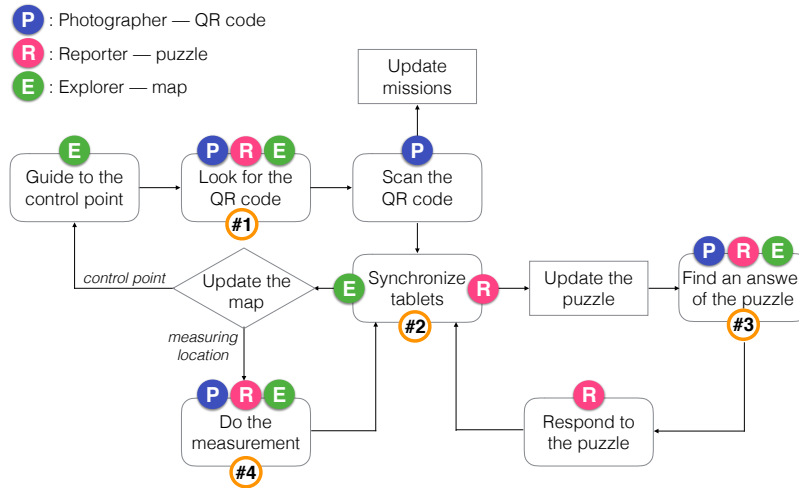 P : Photographer — QR code
R : Reporter — puzzle
E : Explorer — map
Update
missions
E
Guide to the
control point
P R E
Look for the
QR code
#1
P
Scan the
QR code
control point
Update the
map
measuring
location
E
Synchronize
tablets
R
#2
Update the
puzzle
P R E
Find an answe
of the puzzle
#3
P R E
Do the
measurement
#4
R
Respond to
the puzzle